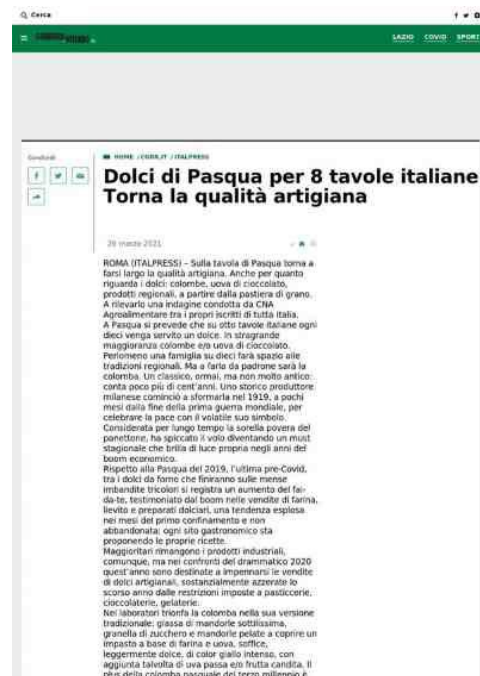 Cerca
LAZIO COVID SPORT
Condividi
HOME / CORR.IT / ITALPRESS
Dolci di Pasqua per 8 tavole italiane
Torna la qualità artigiana
26 marzo 2021
ROMA (ITALPRESS) – Sulla tavola di Pasqua torna a
farsi largo la qualità artigiana. Anche per quanto
riguarda i dolci: colombe, uova di cioccolato,
prodotti regionali, a partire dalla pastiera di grano.
A rilevarlo una indagine condotta da CNA
Agroalimentare tra i propri iscritti di tutta Italia.
A Pasqua si prevede che su otto tavole italiane ogni
dieci venga servito un dolce. In stragrande
maggioranza colombe e/o uova di cioccolato.
Perlomeno una famiglia su dieci farà spazio alle
tradizioni regionali. Ma a farla da padrone sarà la
colomba. Un classico, ormai, ma non molto antico:
conta poco più di cent'anni. Uno storico produttore
milanese cominciò a sfornarla nel 1919, a pochi
mesi dalla fine della prima guerra mondiale, per
celebrare la pace con il volatile suo simbolo.
Considerata per lungo tempo la sorella povera del
panettone, ha spiccato il volo diventando un must
stagionale che brilla di luce propria negli anni del
boom economico.
Rispetto alla Pasqua del 2019, l'ultima pre-Covid,
tra i dolci da forno che finiranno sulle mense
imbandite tricolori si registra un aumento del fai-
da-te, testimoniato dal boom nelle vendite di farina,
lievito e preparati dolciari, una tendenza esplosa
nei mesi del primo confinamento e non
abbandonata: ogni sito gastronomico sta
proponendo le proprie ricette.
Maggioritari rimangono i prodotti industriali,
comunque, ma nei confronti del drammatico 2020
quest'anno sono destinate a impennarsi le vendite
di dolci artigianali, sostanzialmente azzerate lo
scorso anno dalle restrizioni imposte a pasticcerie,
cioccolaterie, gelaterie.
Nei laboratori trionfa la colomba nella sua versione
tradizionale: glassa di mandorle sottilissima,
granella di zucchero e mandorle pelate a coprire un
impasto a base di farina e uova, soffice,
leggermente dolce, di color giallo intenso, con
aggiunta talvolta di uva passa e/o frutta candita. Il
plus della colomba pasquale del terzo millennio è